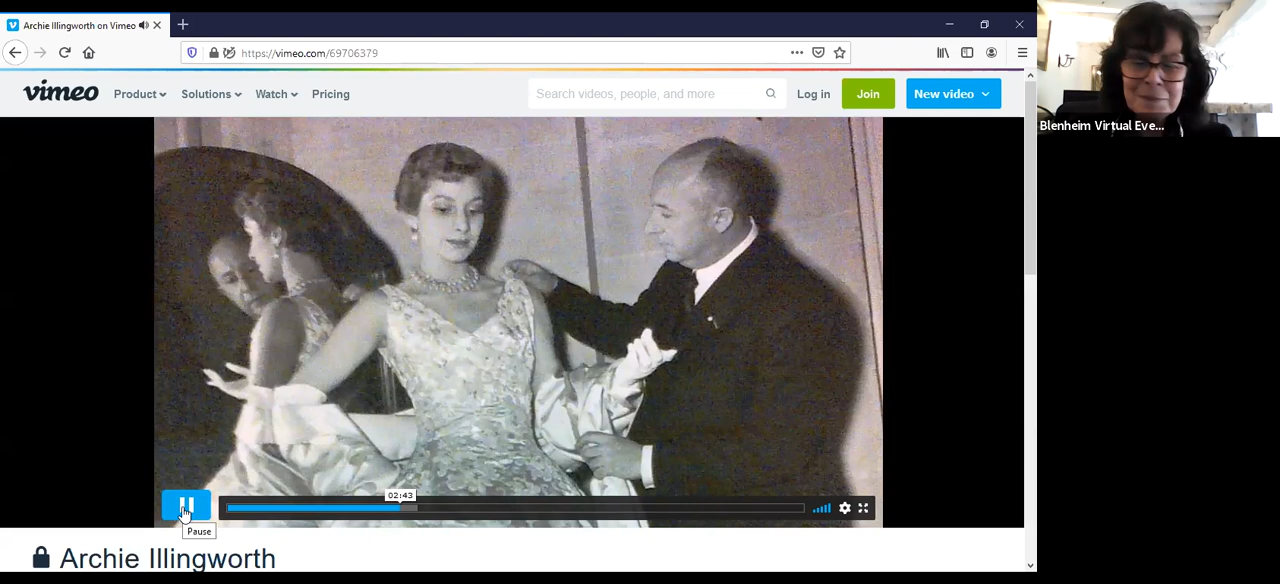 Archie Illingworth on Vimeo
https://vimeo.com/69706379
vimeo
Product
Solutions
Watch
Pricing
Search videos, people, and more
Log in
Join
New video
Blenheim Virtual Eve...
02:43
Pause
Archie Illingworth